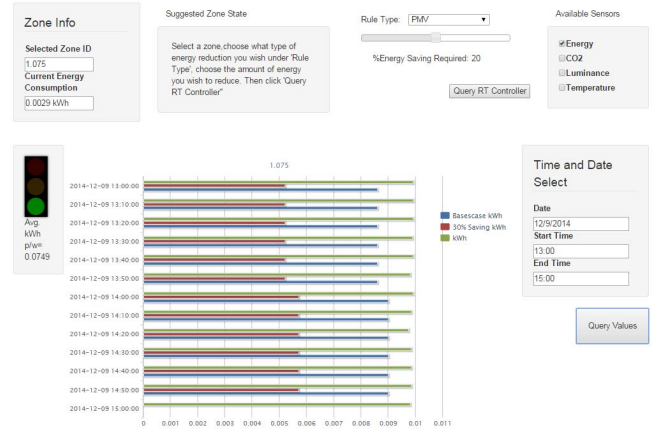 Zone Info
Selected Zone ID
1.075
Current Energy
Consumption
0.0029 kWh
Suggested Zone State
Select a zone,choose what type of
energy reduction you wish under 'Rule
Type', choose the amount of energy
you wish to reduce. Then click 'Query
RT Controller"
Rule Type: PMV
%Energy Saving Required: 20
Query RT Controller
Available Sensors
Energy
CO2
Luminance
Temperature
Avg.
kWh
p/w=
0.0749
1.075
2014-12-09 13:00:00
2014-12-09 13:10:00
2014-12-09 13:20:00
2014-12-09 13:30:00
2014-12-09 13:40:00
2014-12-09 13:50:00
2014-12-09 14:00:00
2014-12-09 14:10:00
2014-12-09 14:20:00
2014-12-09 14:30:00
2014-12-09 14:40:00
2014-12-09 14:50:00
2014-12-09 15:00:00
0 0.001 0.002 0.003 0.004 0.005 0.006 0.007 0.008 0.009 0.01 0.011
Basescase kWh
30% Saving kWh
kWh
Time and Date
Select
Date
12/9/2014
Start Time
13:00
End Time
15:00
Query Values